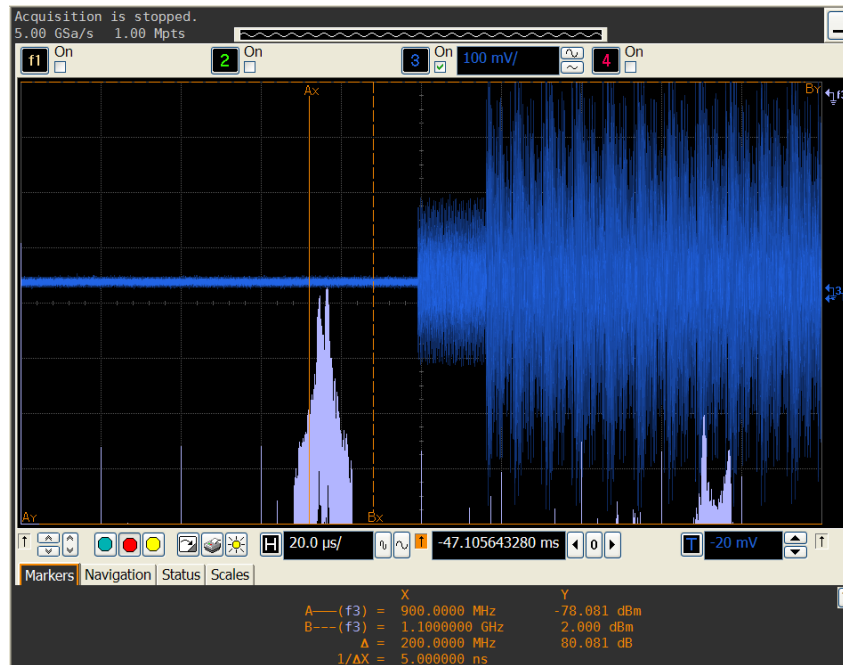 Acquisition is stopped.
5.00 GSa/s 1.00 Mpts
f1 On 2 On 3 On 100 mV/ 4 On
Ax By
f3
3
Ay Bx
H 20.0 µs/ -47.105643280 ms 0 T -20 mV
Markers Navigation Status Scales
X Y
A——(f3) = 900.0000 MHz -78.081 dBm
B---(f3) = 1.1000000 GHz 2.000 dBm
Δ = 200.0000 MHz 80.081 dB
1/ΔX = 5.000000 ns